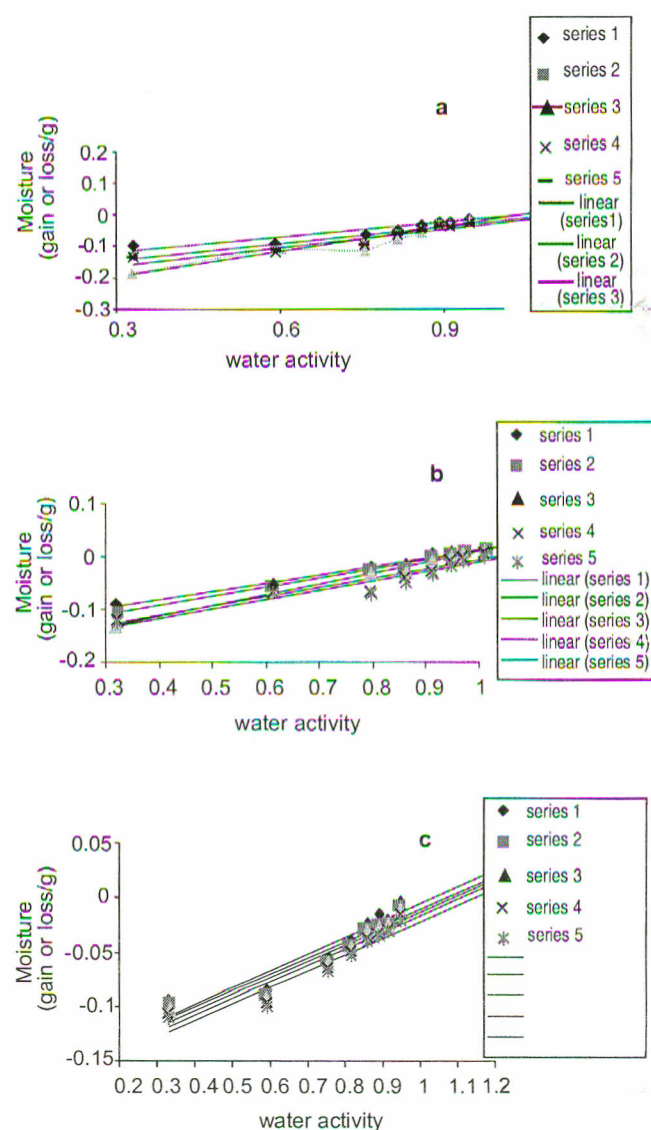 a
Moisture
(gain or loss/g)
0.2
0.1
0
-0.1
-0.2
-0.3
0.3 0.6 0.9
water activity
series 1
series 2
series 3
series 4
series 5
linear
(series1)
linear
(series 2)
linear
(series 3)
b
Moisture
(gain or loss/g)
0.1
0
-0.1
-0.2
0.3 0.4 0.5 0.6 0.7 0.8 0.9 1
water activity
series 1
series 2
series 3
series 4
series 5
linear (series 1)
linear (series 2)
linear (series 3)
linear (series 4)
linear (series 5)
c
Moisture
(gain or loss/g)
0.05
0
-0.05
-0.1
-0.15
0.2 0.3 0.4 0.5 0.6 0.7 0.8 0.9 1 1.1 1.2
water activity
series 1
series 2
series 3
series 4
series 5